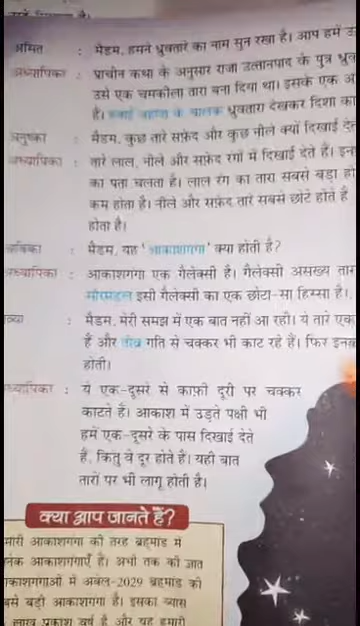 अमित : मैडम, हमने ध्रुवतारे का नाम सुन रखा है। आप हमें उ
अध्यापिका : प्राचीन कथा के अनुसार राजा उत्तानपाद के पुत्र ध्रुव
उसे एक चमकीला तारा बना दिया था। इसके एक अ
है। हवाई जहाज के चालक ध्रुवतारा देखकर दिशा का
अनुष्का : मैडम, कुछ तारे सफ़ेद और कुछ नीले क्यों दिखाई दे
अध्यापिका : तारे लाल, नीले और सफ़ेद रंगों में दिखाई देते हैं। इन
का पता चलता है। लाल रंग का तारा सबसे बड़ा हो
कम होता है। नीले और सफ़ेद तारे सबसे छोटे होते हैं
होता है।
: मैडम, यह 'आकाशगंगा' क्या होती है?
अध्यापिका : आकाशगंगा एक गैलेक्सी है। गैलेक्सी असंख्य तार
सौरमंडल इसी गैलेक्सी का एक छोटा-सा हिस्सा है।
व्या : मैडम, मेरी समझ में एक बात नहीं आ रही। ये तारे एक
हैं और तीव्र गति से चक्कर भी काट रहे हैं। फिर इनक
होती।
ध्यापिका : ये एक-दूसरे से काफ़ी दूरी पर चक्कर
काटते हैं। आकाश में उड़ते पक्षी भी
हमें एक-दूसरे के पास दिखाई देते
हैं, किंतु वे दूर होते हैं। यही बात
तारों पर भी लागू होती है।
क्या आप जानते हैं?
मारी आकाशगंगा की तरह ब्रह्मांड में
नेक आकाशगंगाएँ हैं। अभी तक की ज्ञात
काशगंगाओं में अबेल-2029 ब्रह्मांड की
बसे बड़ी आकाशगंगा है। इसका व्यास
लाख प्रकाश वर्ष है और यह हमारी